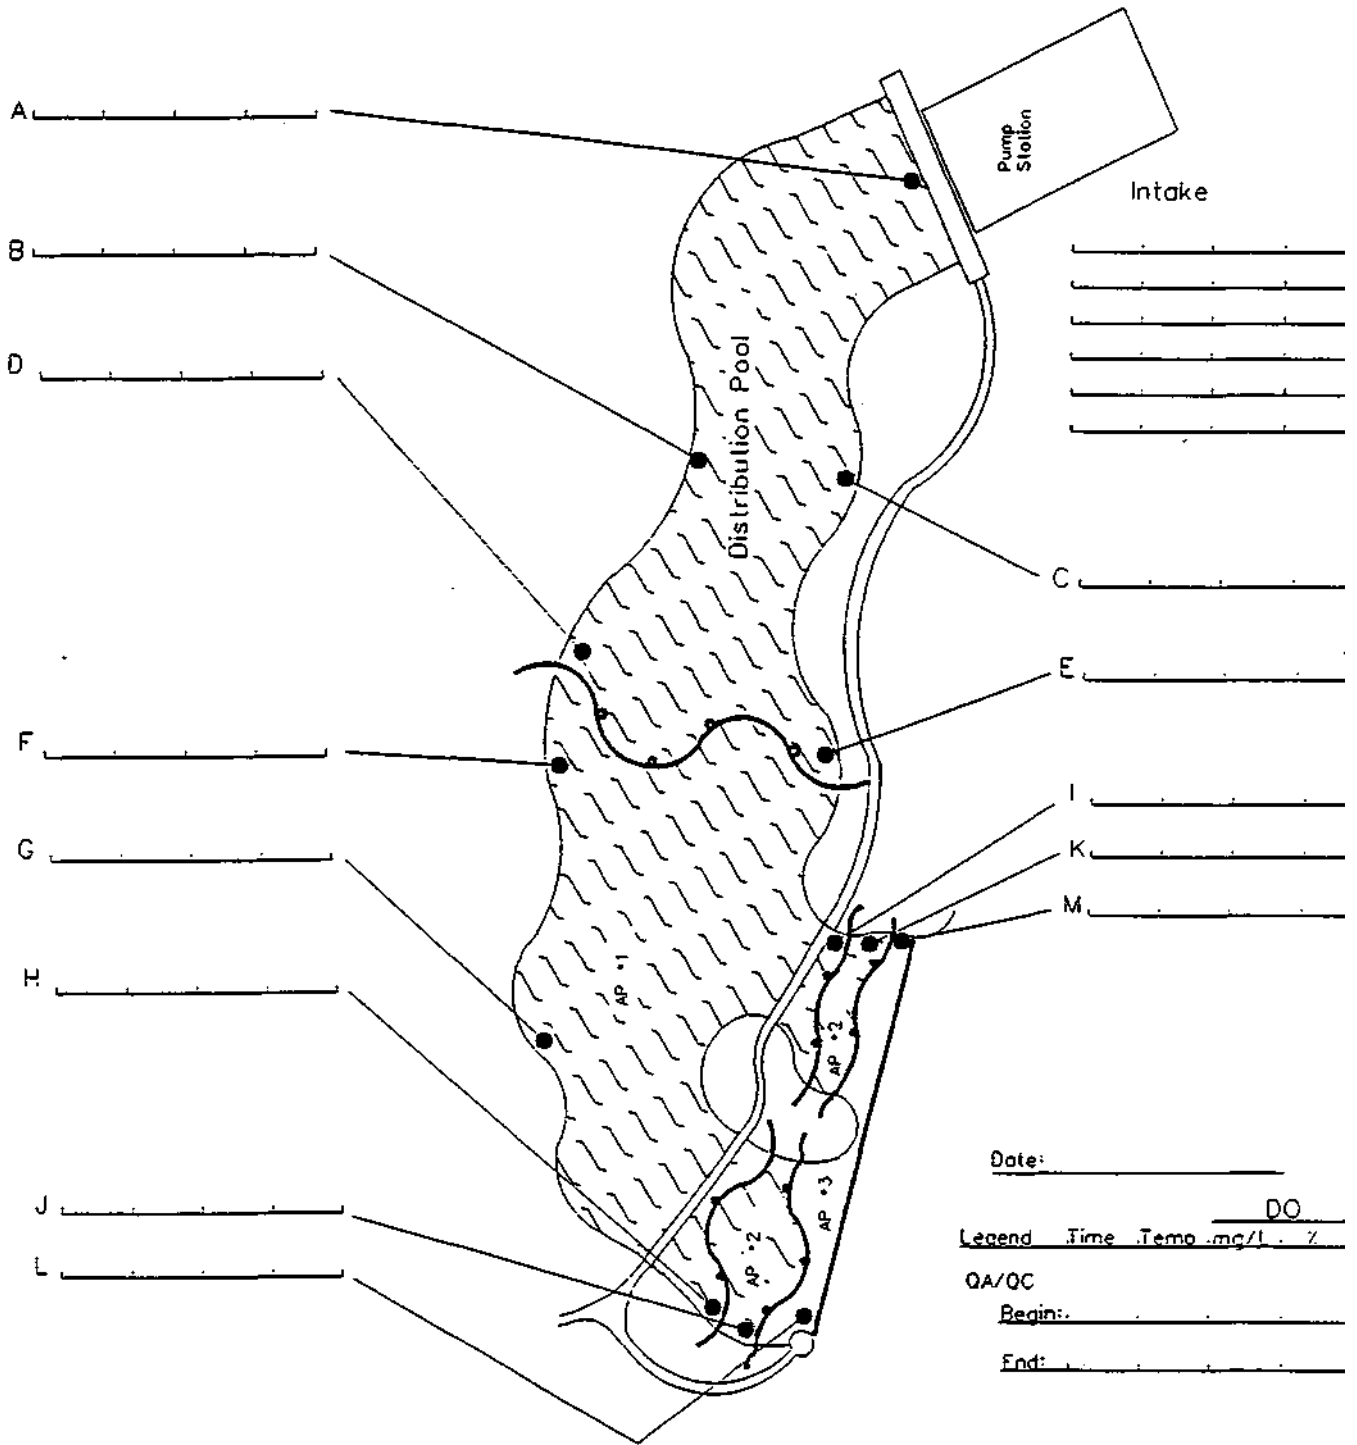 A
Pump
Station
Intake
B
D
Distribution Pool
C
E
F
I
G
K
M
AP #1
H
AP #2
Date:
AP #3
J
DO
Legend Time Temp mg/L %
AP #2
L
QA/QC
Begin:
End: